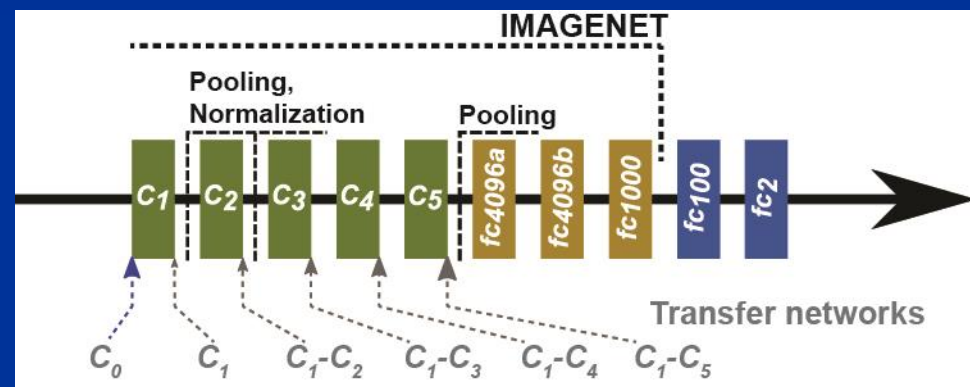 IMAGENET
Pooling,
Normalization
Pooling
C1 C2 C3 C4 C5 fc4096a fc4096b fc1000 fc100 fc2
Transfer networks
C0 C1 C1-C2 C1-C3 C1-C4 C1-C5